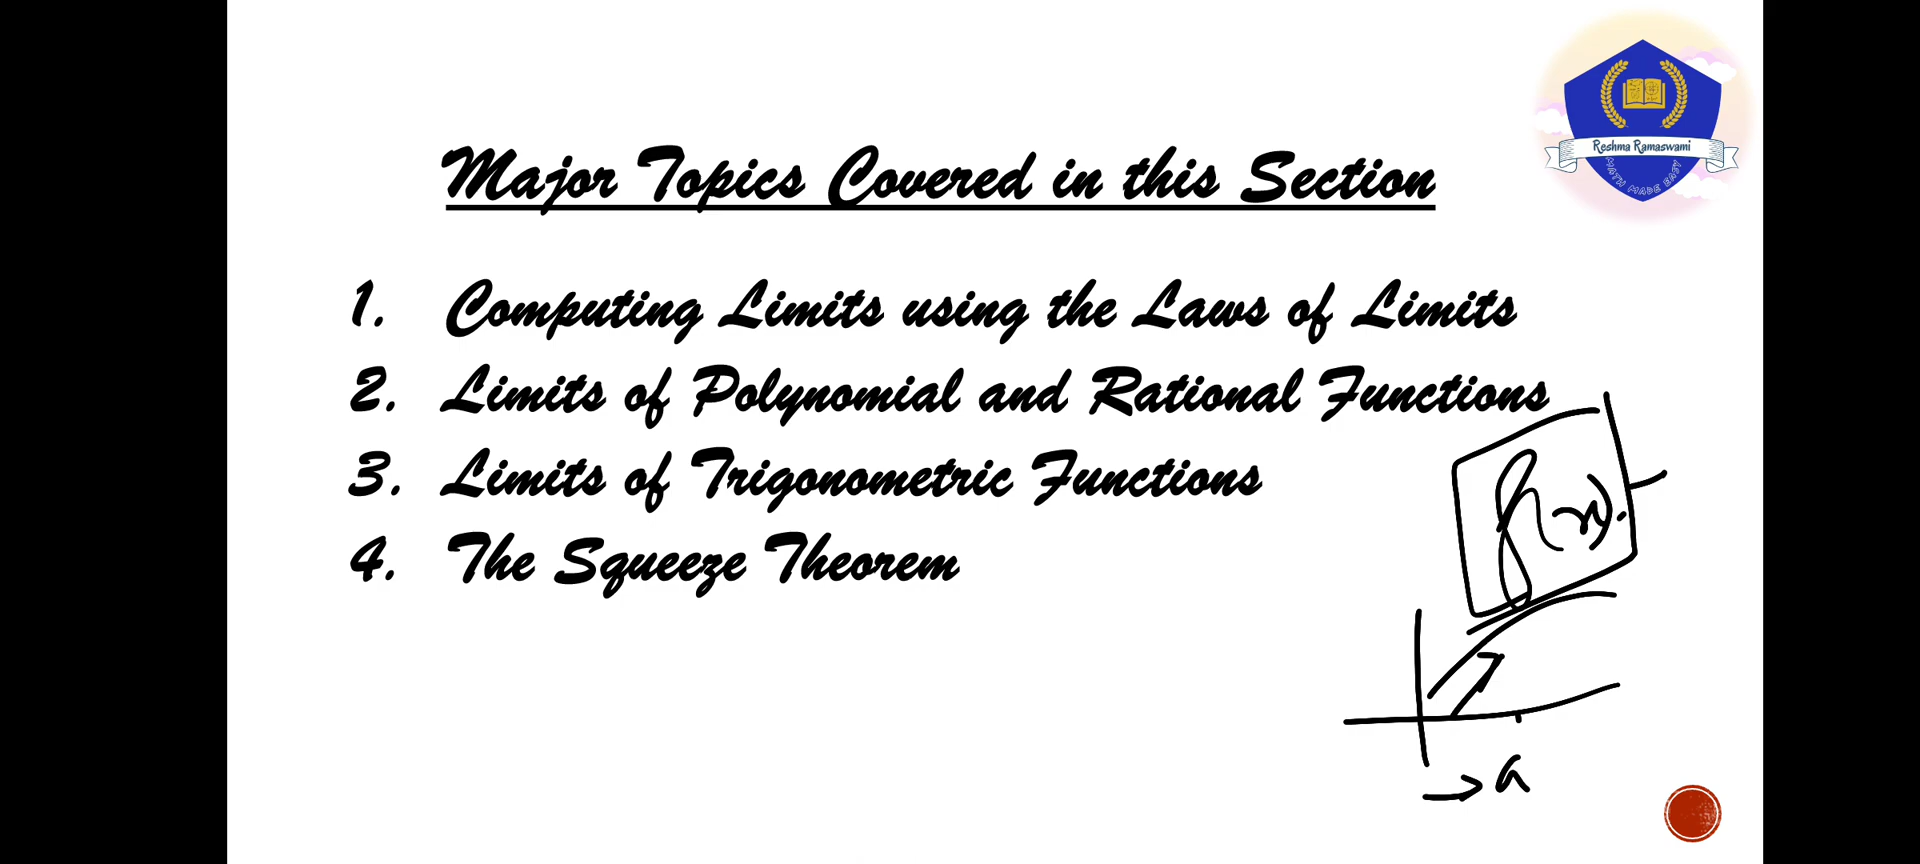 Reshma Ramaswami
MATH MADE EASY
Major Topics Covered in this Section
1. Computing Limits using the Laws of Limits
2. Limits of Polynomial and Rational Functions
3. Limits of Trigonometric Functions
4. The Squeeze Theorem
f(x).
→ a